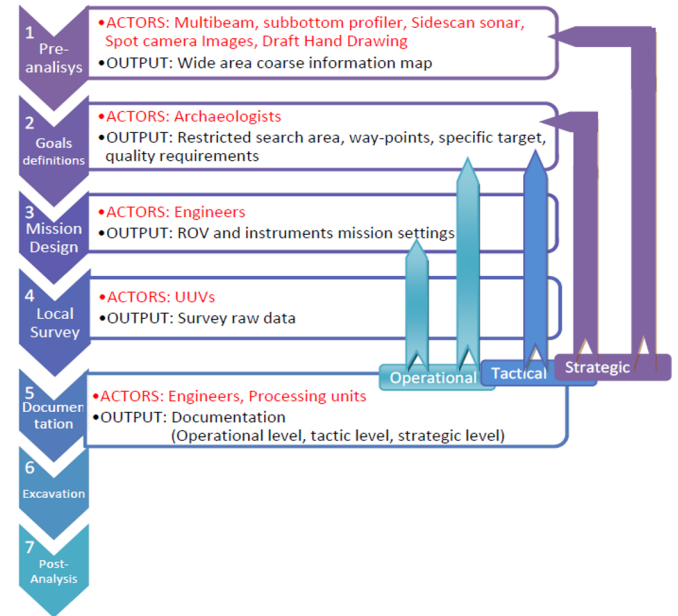 1
Pre-
analisys
•ACTORS: Multibeam, subbottom profiler, Sidescan sonar,
Spot camera Images, Draft Hand Drawing
•OUTPUT: Wide area coarse information map
2
Goals
definitions
•ACTORS: Archaeologists
•OUTPUT: Restricted search area, way-points, specific target,
quality requirements
3
Mission
Design
•ACTORS: Engineers
•OUTPUT: ROV and instruments mission settings
4
Local
Survey
•ACTORS: UUVs
•OUTPUT: Survey raw data
Operational
Tactical
Strategic
5
Documen
tation
•ACTORS: Engineers, Processing units
•OUTPUT: Documentation
(Operational level, tactic level, strategic level)
6
Excavation
7
Post-
Analysis